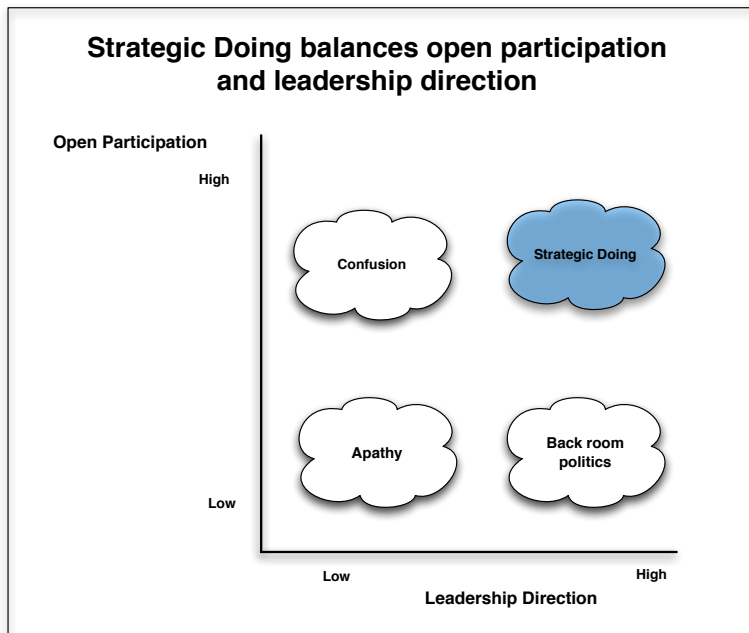 Strategic Doing balances open participation
and leadership direction
Open Participation
High
Confusion
Strategic Doing
Apathy
Back room
politics
Low
Low
High
Leadership Direction